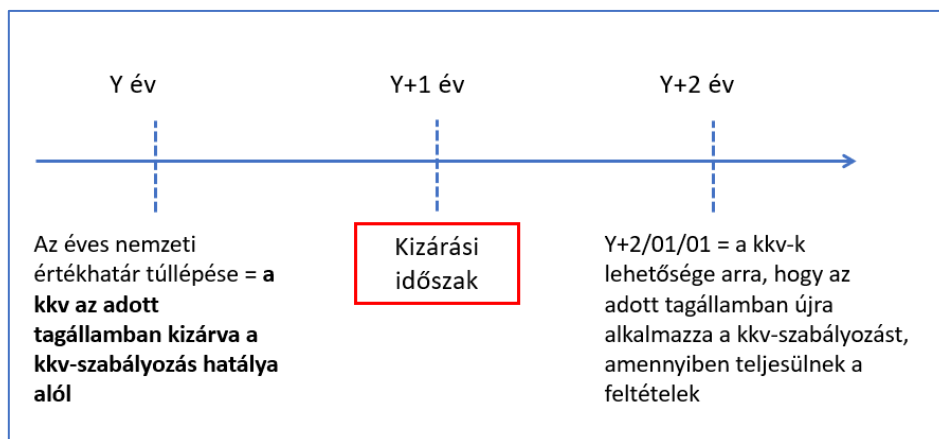 Y év
Y+1 év
Y+2 év
Az éves nemzeti
értékhatár túllépése = a
kkv az adott
tagállamban kizárva a
kkv-szabályozás hatálya
alól
Kizárási
időszak
Y+2/01/01 = a kkv-k
lehetősége arra, hogy az
adott tagállamban újra
alkalmazza a kkv-szabályozást,
amennyiben teljesülnek a
feltételek